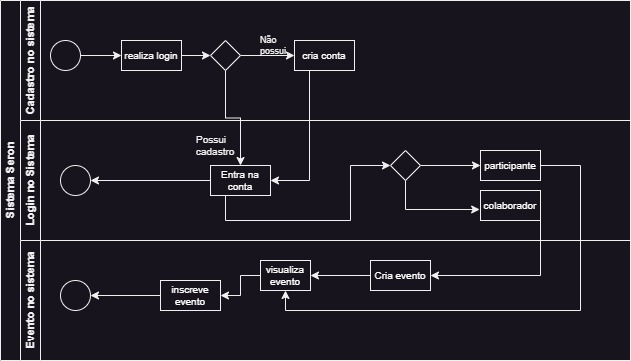 Sistema Seron
Cadastro no sistema
realiza login
Não
possui
cria conta
Login no Sistema
Possui
cadastro
Entra na
conta
participante
colaborador
Evento no sistema
inscreve
evento
visualiza
evento
Cria evento